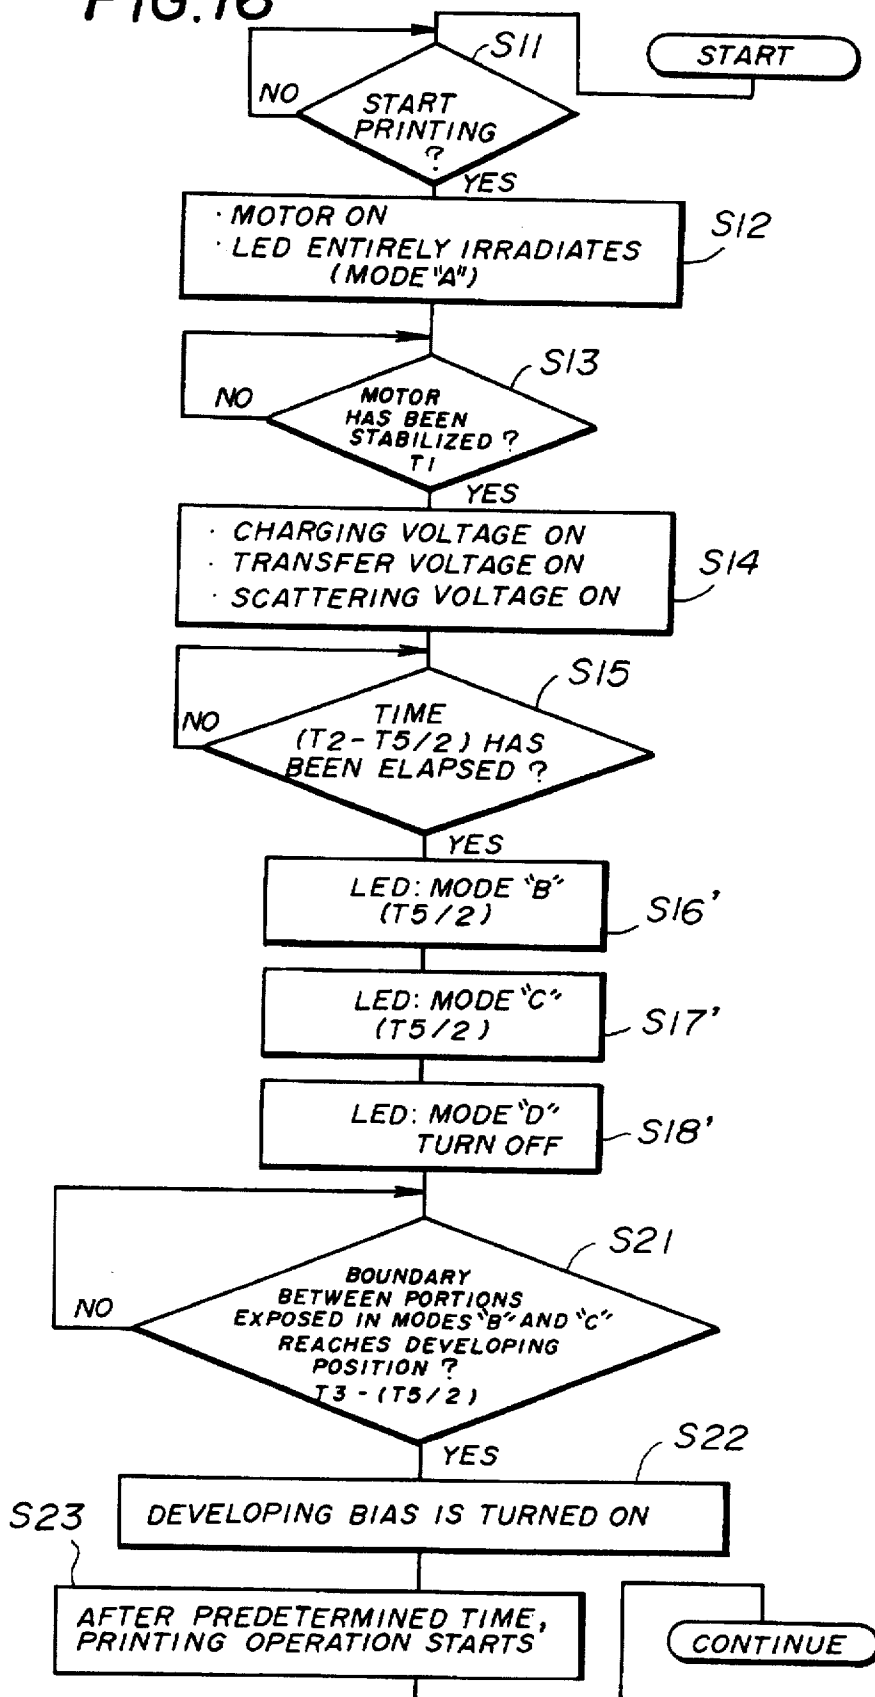 FIG. 16
S11
START
NO
START
PRINTING
?
YES
· MOTOR ON
· LED ENTIRELY IRRADIATES
(MODE "A")
S12
S13
NO
MOTOR
HAS BEEN
STABILIZED ?
T1
YES
· CHARGING VOLTAGE ON
· TRANSFER VOLTAGE ON
· SCATTERING VOLTAGE ON
S14
S15
NO
TIME
(T2-T5/2) HAS
BEEN ELAPSED ?
YES
LED: MODE "B"
(T5/2)
S16'
LED: MODE "C"
(T5/2)
S17'
LED: MODE "D"
TURN OFF
S18'
S21
NO
BOUNDARY
BETWEEN PORTIONS
EXPOSED IN MODES "B" AND "C"
REACHES DEVELOPING
POSITION ?
T3-(T5/2)
YES
S22
DEVELOPING BIAS IS TURNED ON
S23
AFTER PREDETERMINED TIME,
PRINTING OPERATION STARTS
CONTINUE